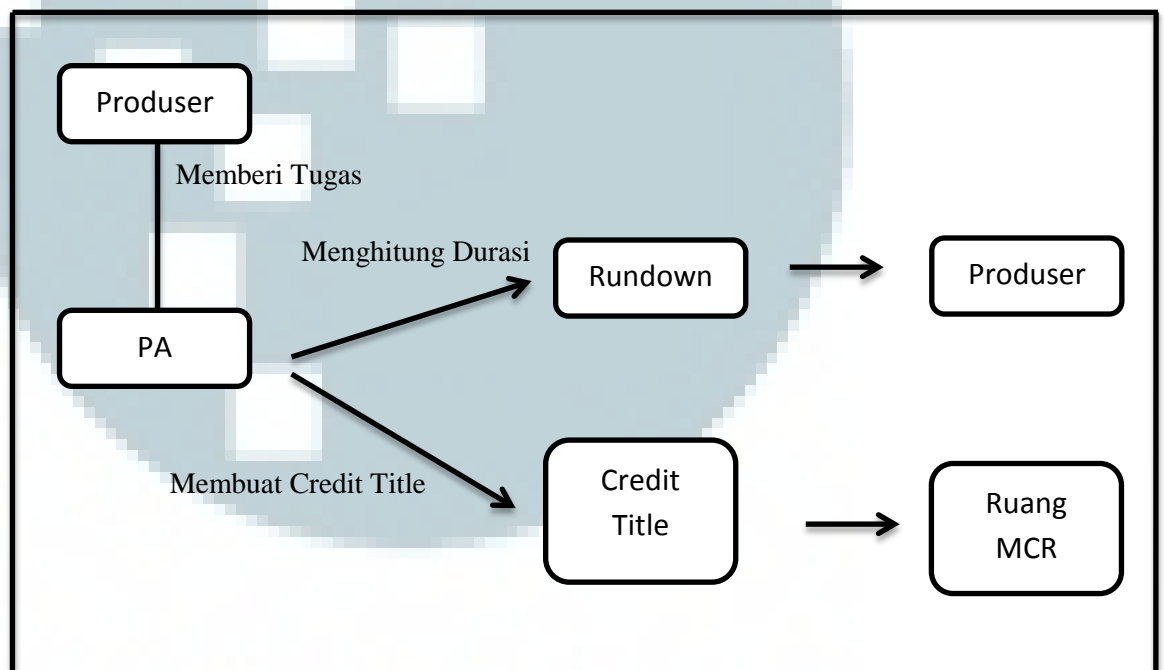 Produser
Memberi Tugas
Menghitung Durasi
Rundown
Produser
PA
Membuat Credit Title
Credit
Title
Ruang
MCR